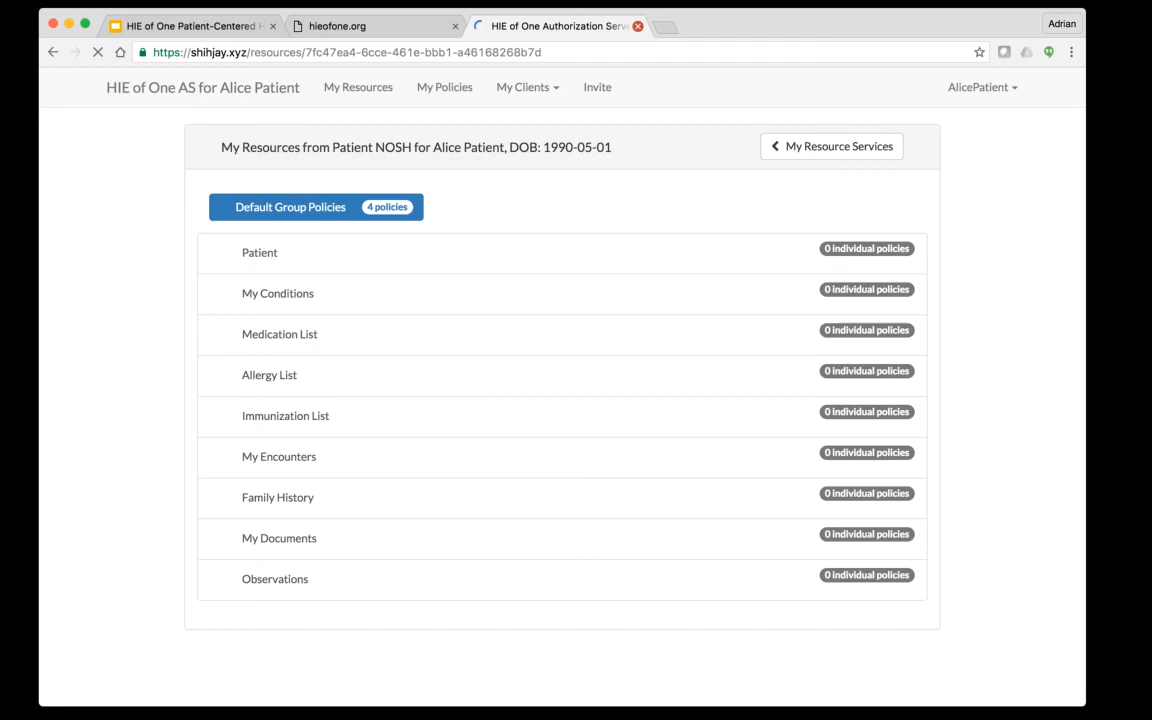 HIE of One Patient-Centered H
hieofone.org
HIE of One Authorization Serve
Adrian
https://shihjay.xyz/resources/7fc47ea4-6cce-461e-bbb1-a46168268b7d
HIE of One AS for Alice Patient
My Resources
My Policies
My Clients
Invite
AlicePatient
My Resources from Patient NOSH for Alice Patient, DOB: 1990-05-01
My Resource Services
Default Group Policies 4 policies
Patient 0 individual policies
My Conditions 0 individual policies
Medication List 0 individual policies
Allergy List 0 individual policies
Immunization List 0 individual policies
My Encounters 0 individual policies
Family History 0 individual policies
My Documents 0 individual policies
Observations 0 individual policies